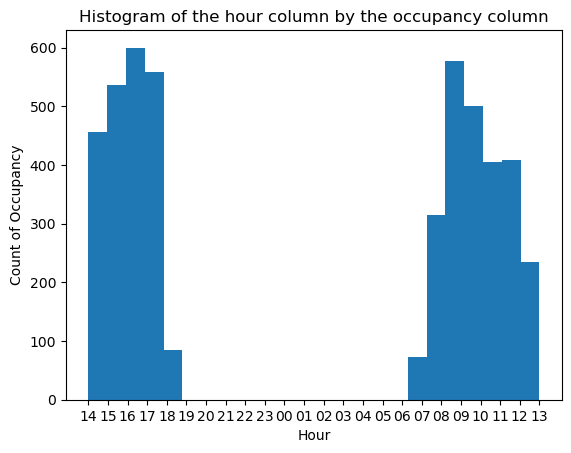 Histogram of the hour column by the occupancy column
600
500
400
300
200
100
0
Count of Occupancy
14 15 16 17 18 19 20 21 22 23 00 01 02 03 04 05 06 07 08 09 10 11 12 13
Hour